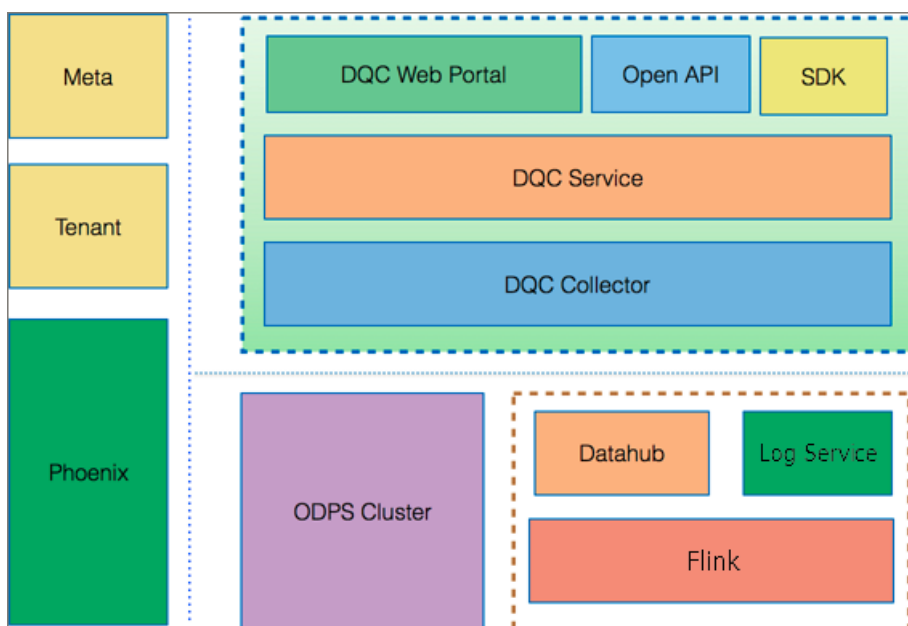 Meta
Tenant
Phoenix
DQC Web Portal
Open API
SDK
DQC Service
DQC Collector
ODPS Cluster
Datahub
Log Service
Flink